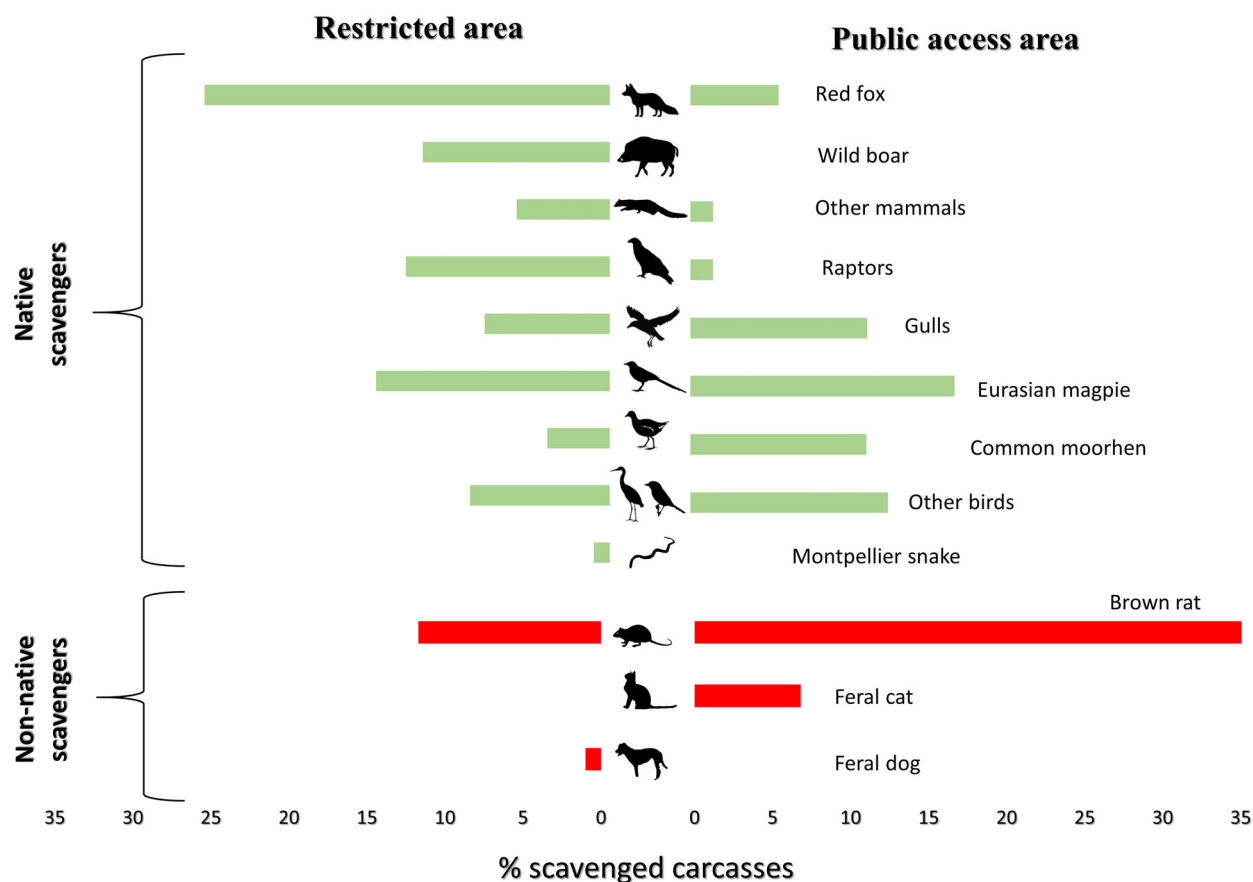 Restricted area
Public access area
Native
scavengers
Red fox
Wild boar
Other mammals
Raptors
Gulls
Eurasian magpie
Common moorhen
Other birds
Montpellier snake
Non-native
scavengers
Brown rat
Feral cat
Feral dog
35 30 25 20 15 10 5 0 0 5 10 15 20 25 30 35
% scavenged carcasses